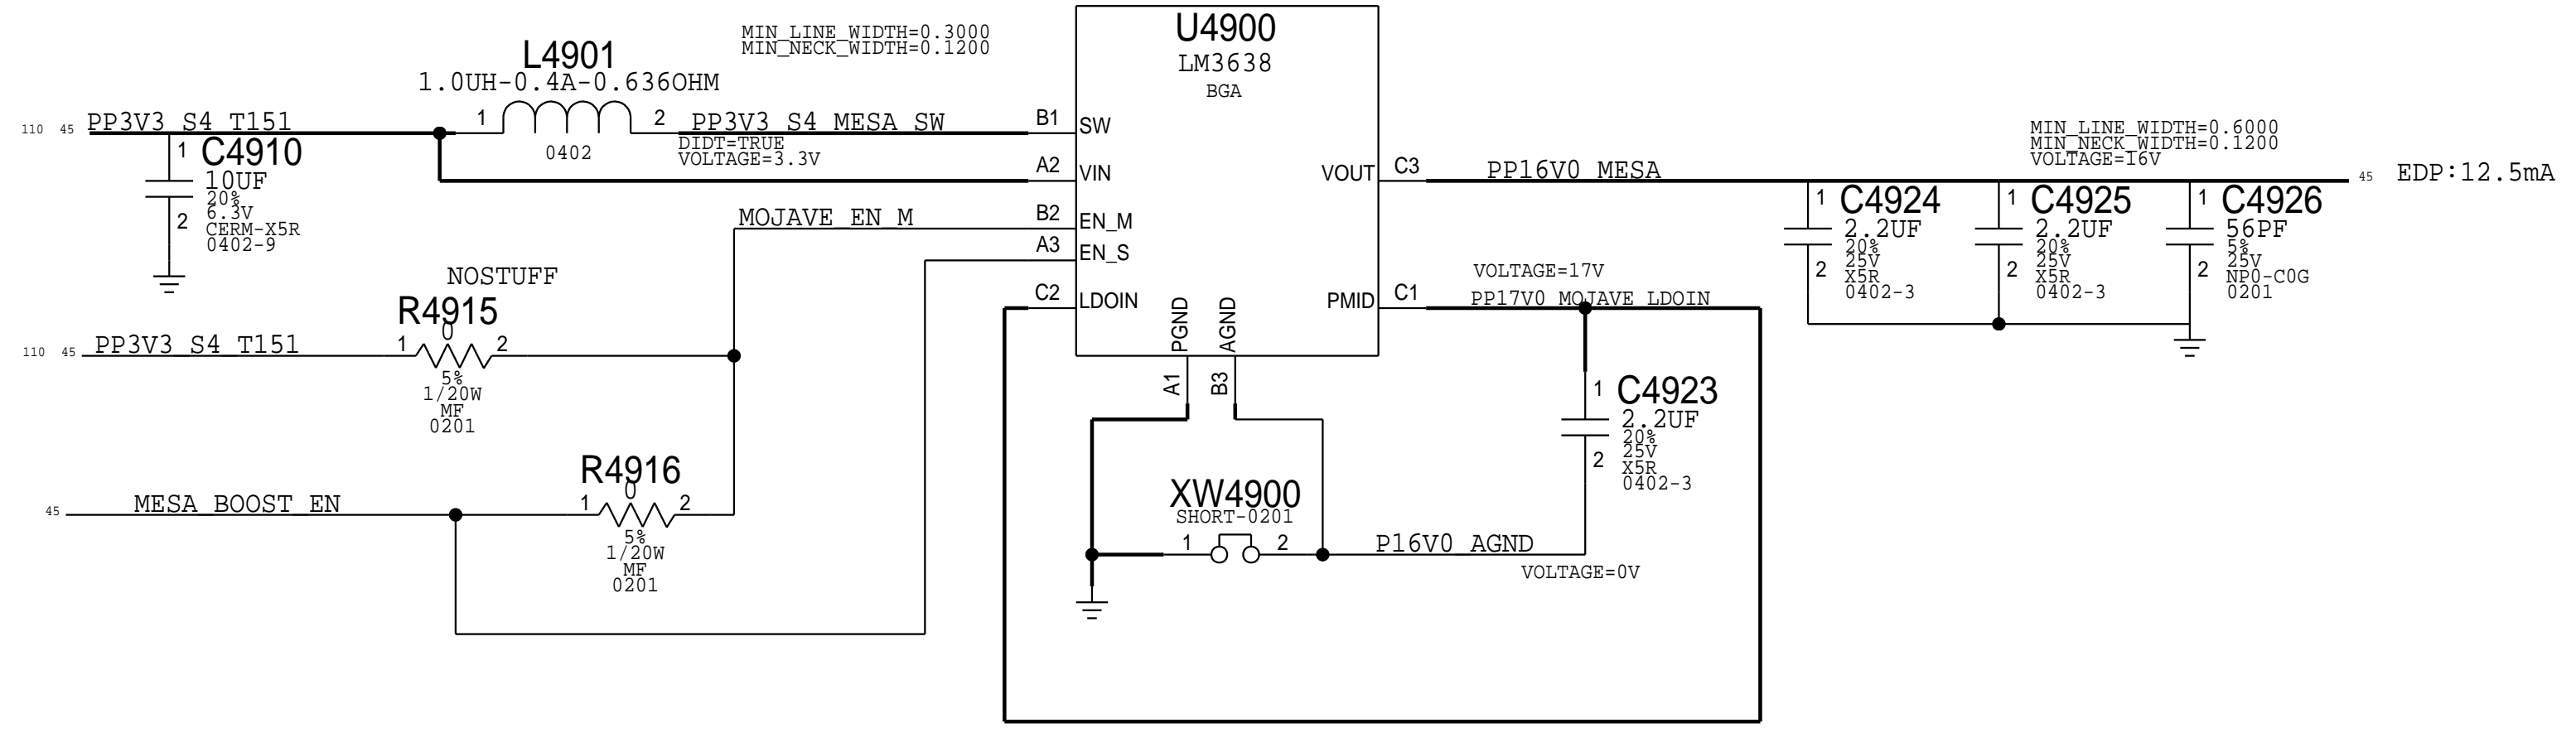 MIN_LINE_WIDTH=0.3000
MIN_NECK_WIDTH=0.1200
L4901
1.0UH-0.4A-0.636OHM
1
2
0402
110 45 PP3V3_S4_T151
PP3V3_S4_MESA_SW
DIDT=TRUE
VOLTAGE=3.3V
1
C4910
10UF
20%
6.3V
2
CERM-X5R
0402-9
U4900
LM3638
BGA
B1 SW
A2 VIN
B2 EN_M
A3 EN_S
C2 LDOIN
VOUT C3
PMID C1
PGND
AGND
A1
B3
MOJAVE_EN_M
NOSTUFF
R4915
0
110 45 PP3V3_S4_T151
1
2
5%
1/20W
MF
0201
R4916
0
45 MESA_BOOST_EN
1
2
5%
1/20W
MF
0201
XW4900
SHORT-0201
1
2
P16V0_AGND
VOLTAGE=0V
PP16V0_MESA
MIN_LINE_WIDTH=0.6000
MIN_NECK_WIDTH=0.1200
VOLTAGE=16V
45 EDP:12.5mA
1
C4924
2.2UF
20%
25V
2
X5R
0402-3
1
C4925
2.2UF
20%
25V
2
X5R
0402-3
1
C4926
56PF
5%
25V
2
NP0-C0G
0201
VOLTAGE=17V
PP17V0_MOJAVE_LDOIN
1
C4923
2.2UF
20%
25V
2
X5R
0402-3